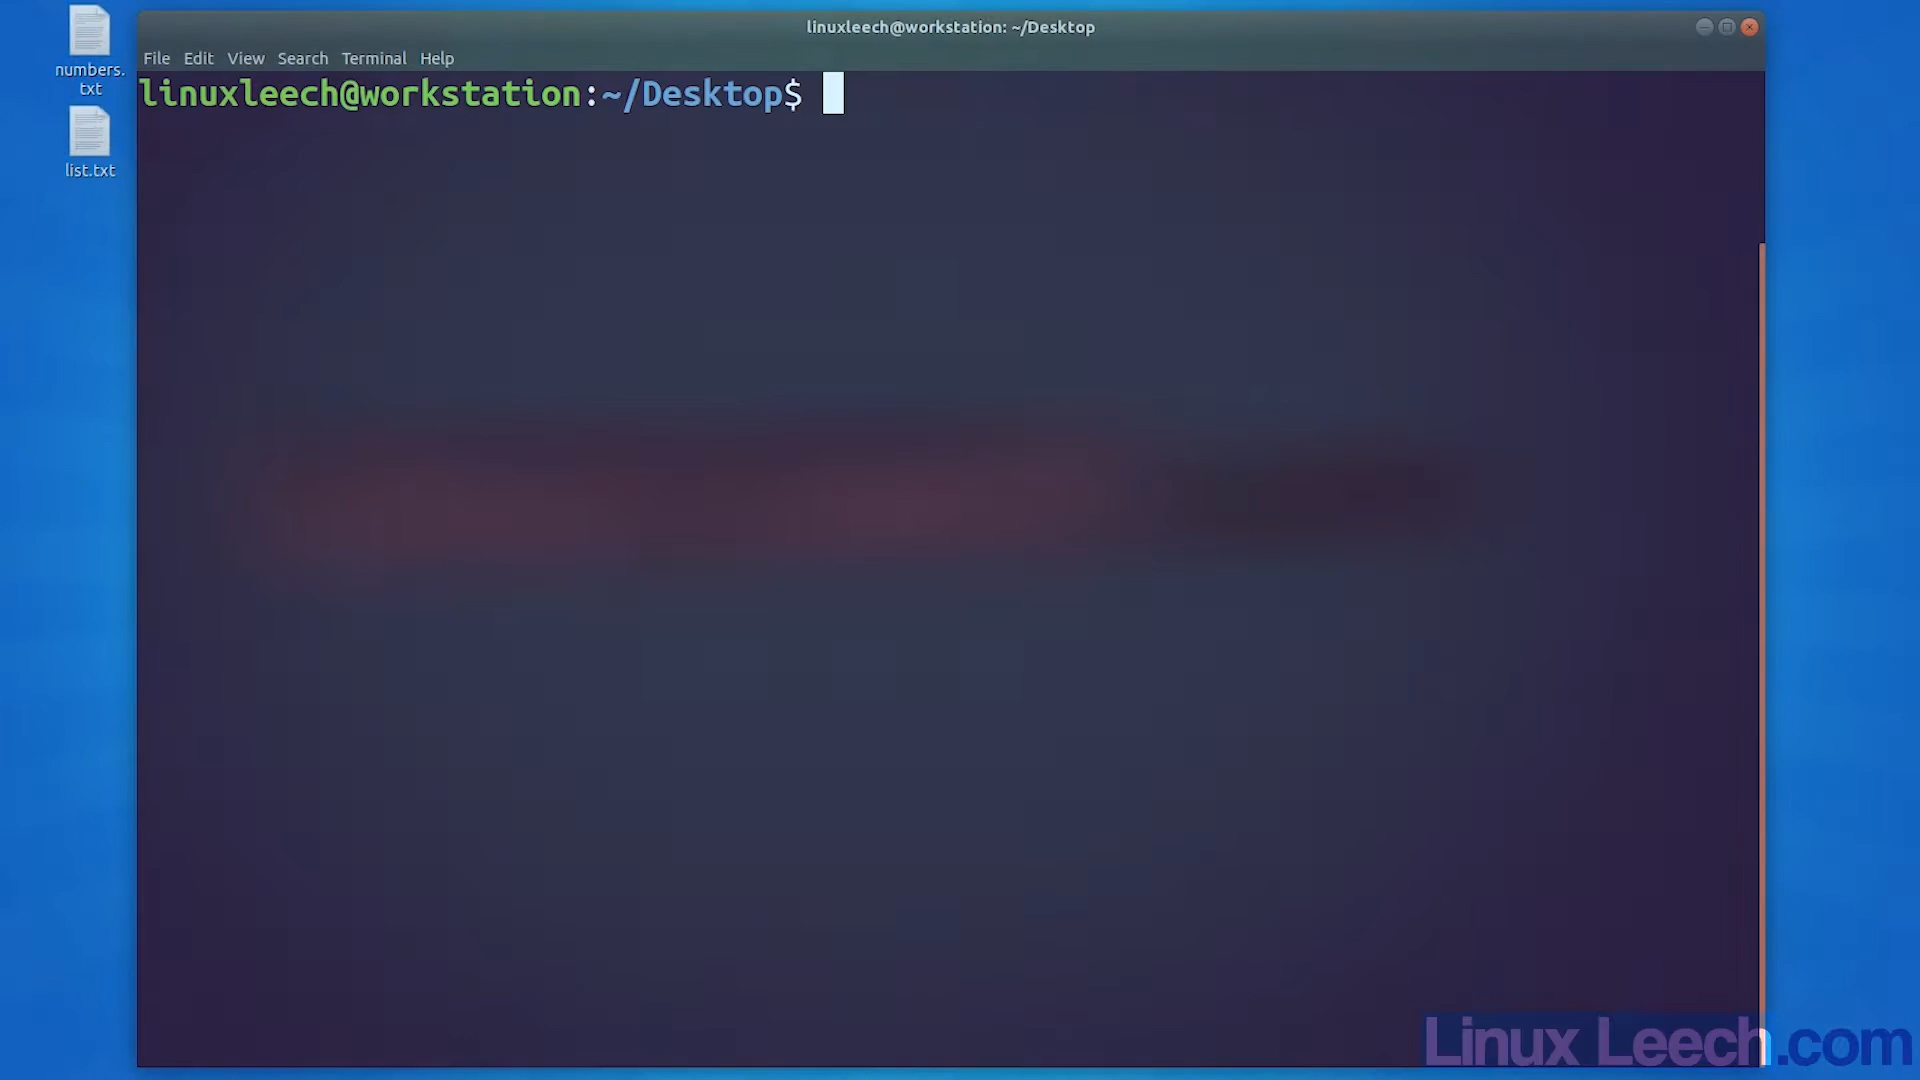 linuxleech@workstation: ~/Desktop
File Edit View Search Terminal Help
linuxleech@workstation:~/Desktop$
numbers.
txt
list.txt
Linux Leech.com